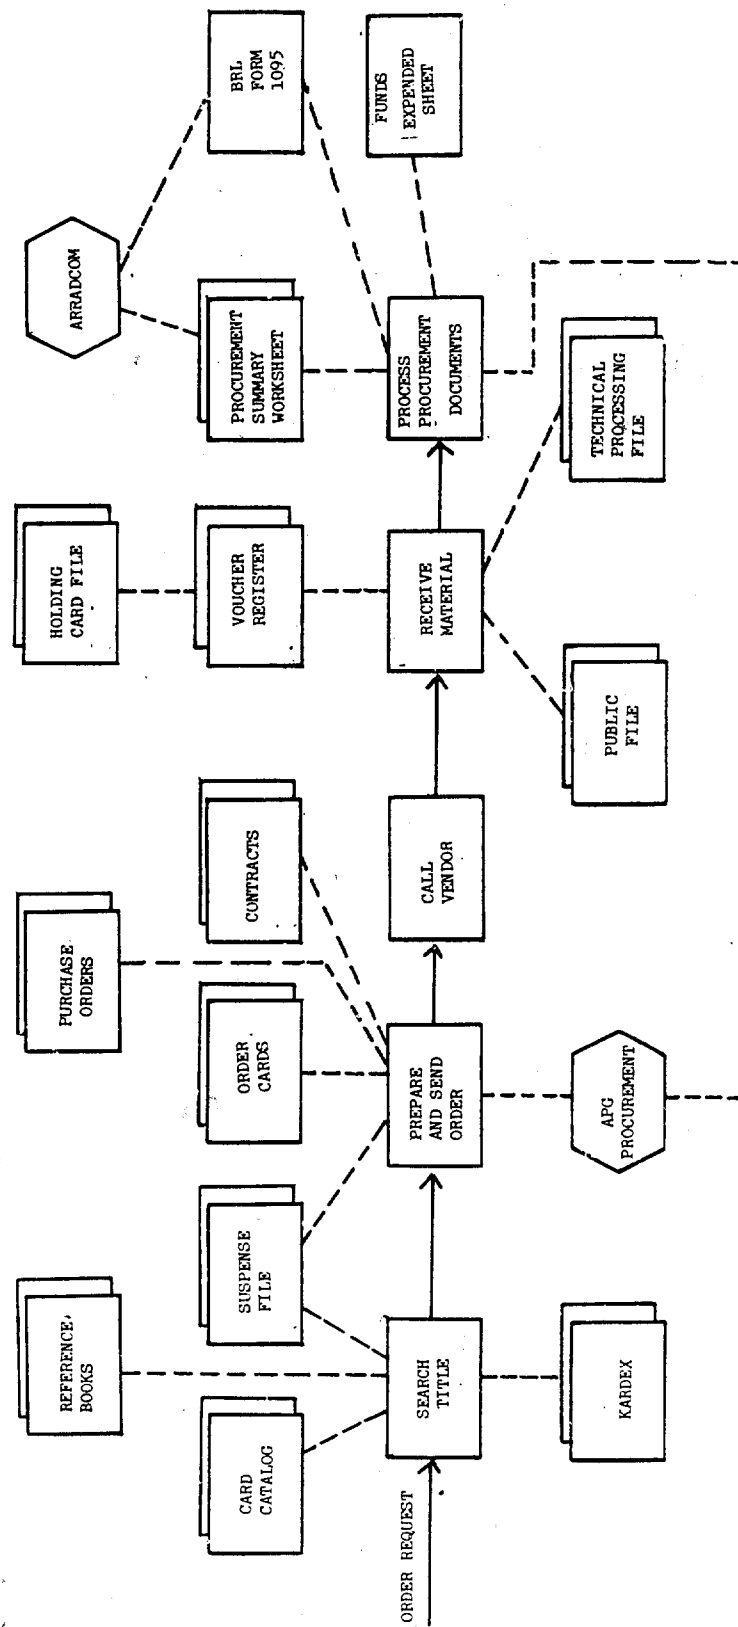 REFERENCE
BOOKS
PURCHASE
ORDERS
HOLDING
CARD FILE
ARRADCOM
CARD
CATALOG
SUSPENSE
FILE
ORDER
CARDS
CONTRACTS
VOUCHER
REGISTER
PROCUREMENT
SUMMARY
WORKSHEET
BRL
FORM
1095
ORDER REQUEST
SEARCH
TITLE
PREPARE
AND SEND
ORDER
CALL
VENDOR
RECEIVE
MATERIAL
PROCESS
PROCUREMENT
DOCUMENTS
FUNDS
EXPENDED
SHEET
KARDEX
APG
PROCUREMENT
PUBLIC
FILE
TECHNICAL
PROCESSING
FILE